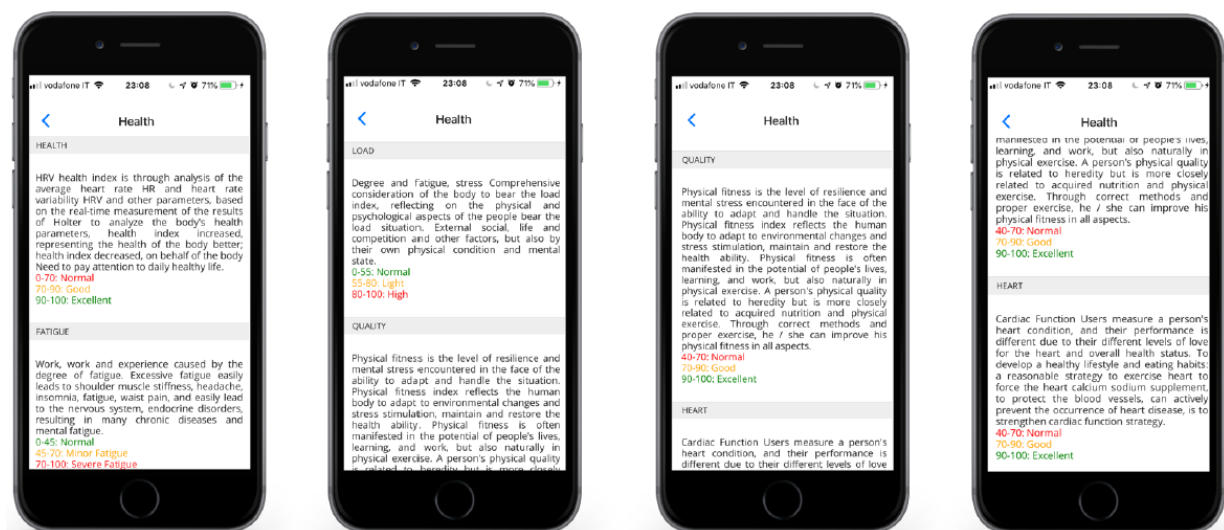 vodafone IT
23:08
71%
Health
HEALTH
HRV health index is through analysis of the
average heart rate HR and heart rate
variability HRV and other parameters, based
on the real-time measurement of the results
of Holter to analyze the body's health
parameters, health index increased,
representing the health of the body better;
health index decreased, on behalf of the body
Need to pay attention to daily healthy life.
0-70: Normal
70-90: Good
90-100: Excellent
FATIGUE
Work, work and experience caused by the
degree of fatigue. Excessive fatigue easily
leads to shoulder muscle stiffness, headache,
insomnia, fatigue, waist pain, and easily lead
to the nervous system, endocrine disorders,
resulting in many chronic diseases and
mental fatigue.
0-45: Normal
45-70: Minor Fatigue
70-100: Severe Fatigue
vodafone IT
23:08
71%
Health
LOAD
Degree and fatigue, stress Comprehensive
consideration of the body to bear the load
index, reflecting on the physical and
psychological aspects of the people bear the
load situation. External social, life and
competition and other factors, but also by
their own physical condition and mental
state.
0-55: Normal
55-80: Light
80-100: High
QUALITY
Physical fitness is the level of resilience and
mental stress encountered in the face of the
ability to adapt and handle the situation.
Physical fitness index reflects the human
body to adapt to environmental changes and
stress stimulation, maintain and restore the
health ability. Physical fitness is often
manifested in the potential of people's lives,
learning, and work, but also naturally in
physical exercise. A person's physical quality
is related to heredity but is more closely
vodafone IT
23:08
71%
Health
QUALITY
Physical fitness is the level of resilience and
mental stress encountered in the face of the
ability to adapt and handle the situation.
Physical fitness index reflects the human
body to adapt to environmental changes and
stress stimulation, maintain and restore the
health ability. Physical fitness is often
manifested in the potential of people's lives,
learning, and work, but also naturally in
physical exercise. A person's physical quality
is related to heredity but is more closely
related to acquired nutrition and physical
exercise. Through correct methods and
proper exercise, he / she can improve his
physical fitness in all aspects.
40-70: Normal
70-90: Good
90-100: Excellent
HEART
Cardiac Function Users measure a person's
heart condition, and their performance is
different due to their different levels of love
vodafone IT
23:08
71%
Health
manifested in the potential of people's lives,
learning, and work, but also naturally in
physical exercise. A person's physical quality
is related to heredity but is more closely
related to acquired nutrition and physical
exercise. Through correct methods and
proper exercise, he / she can improve his
physical fitness in all aspects.
40-70: Normal
70-90: Good
90-100: Excellent
HEART
Cardiac Function Users measure a person's
heart condition, and their performance is
different due to their different levels of love
for the heart and overall health status. To
develop a healthy lifestyle and eating habits:
a reasonable strategy to exercise heart to
force the heart calcium sodium supplement,
to protect the blood vessels, can actively
prevent the occurrence of heart disease, is to
strengthen cardiac function strategy.
40-70: Normal
70-90: Good
90-100: Excellent